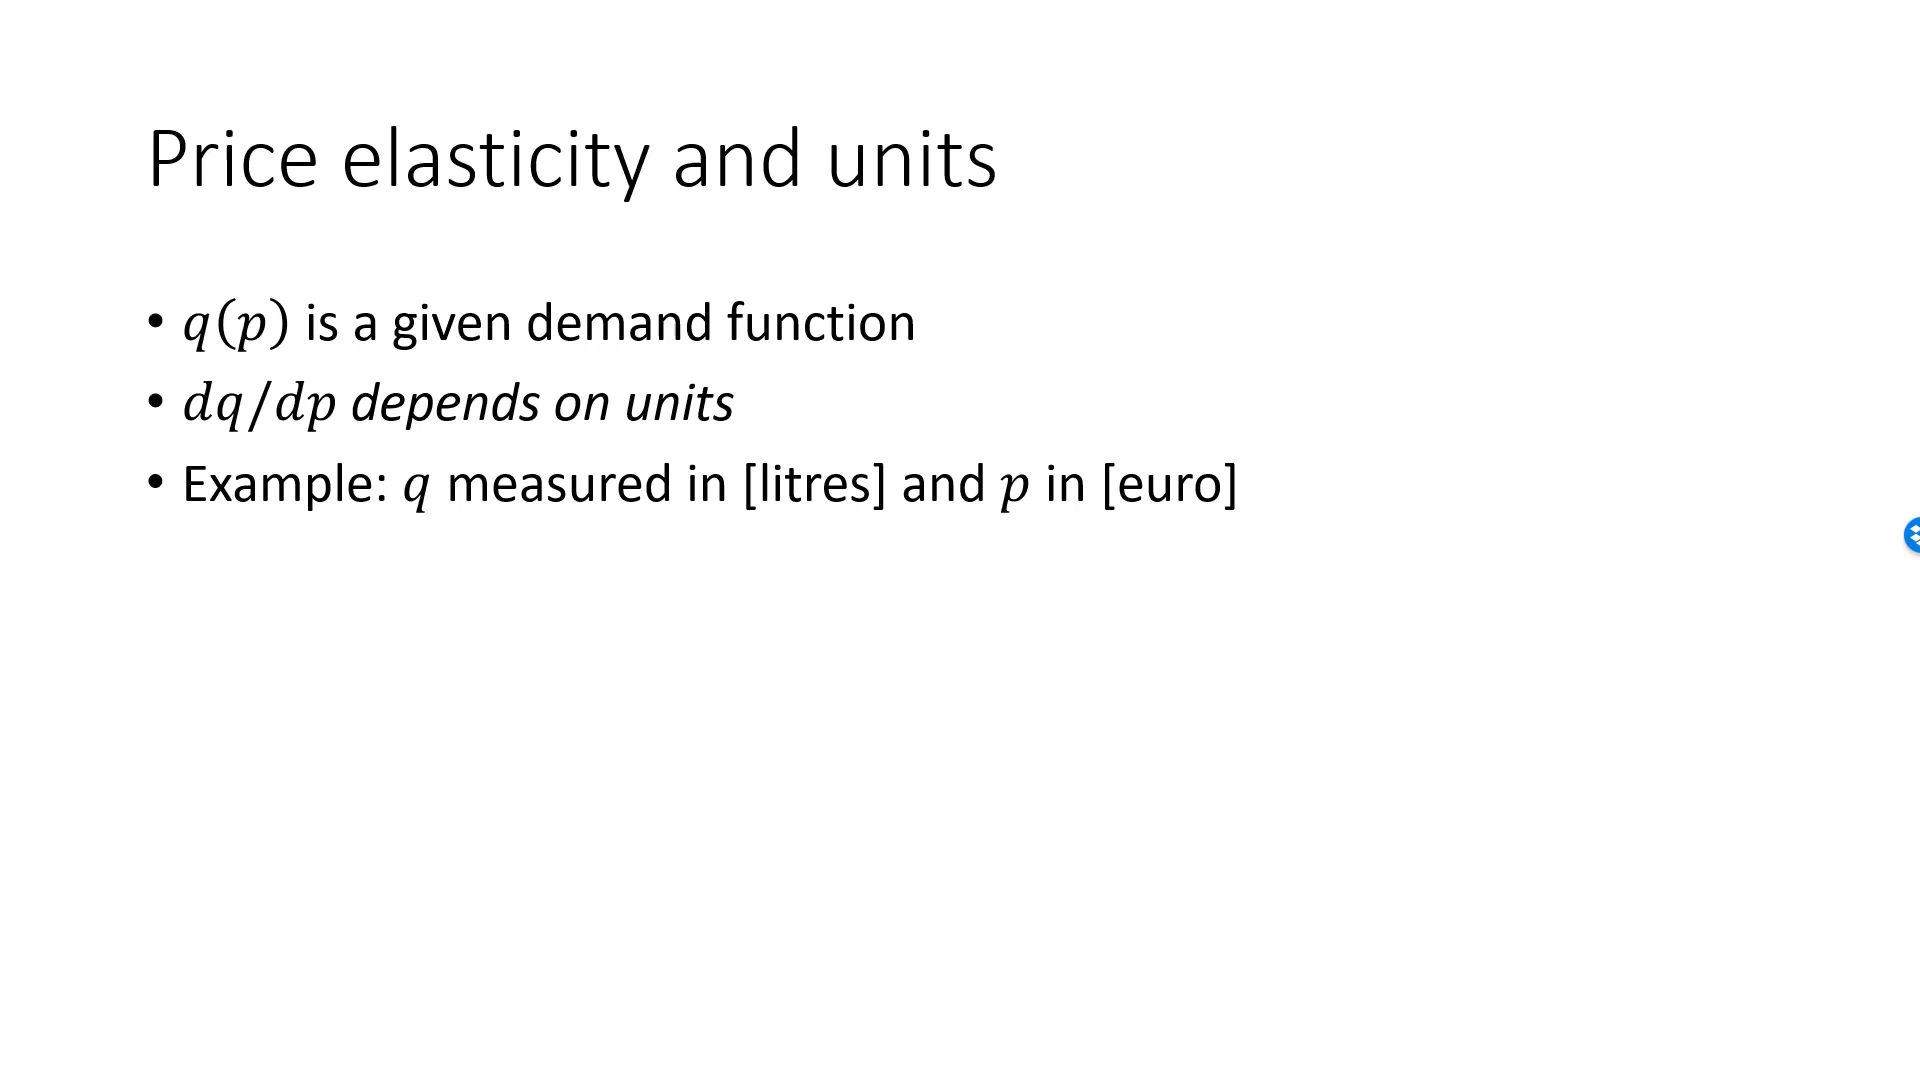 Price elasticity and units
• q(p) is a given demand function
• dq/dp depends on units
• Example: q measured in [litres] and p in [euro]